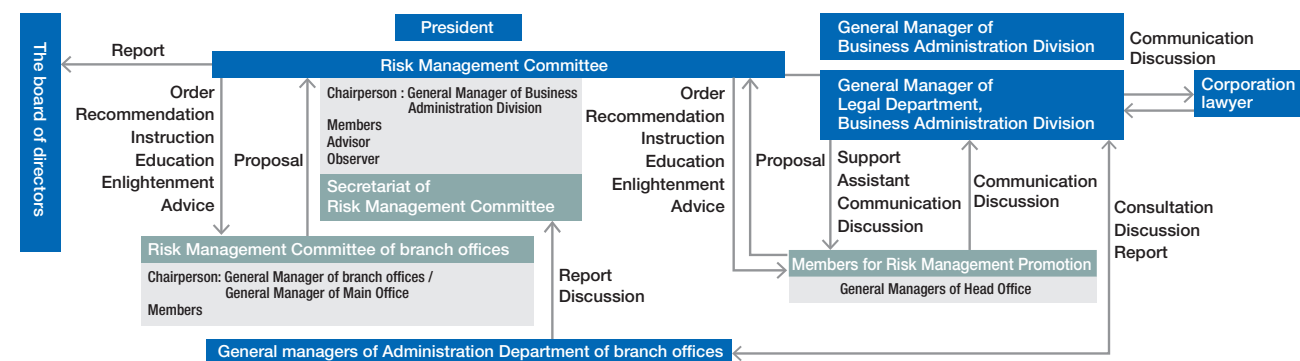 President
The board of directors
Report
Risk Management Committee
Chairperson : General Manager of Business
Administration Division
Members
Advisor
Observer
Secretariat of
Risk Management Committee
Order
Recommendation
Instruction
Education
Enlightenment
Advice
Proposal
Risk Management Committee of branch offices
Chairperson: General Manager of branch offices /
General Manager of Main Office
Members
Report
Discussion
General managers of Administration Department of branch offices
Order
Recommendation
Instruction
Education
Enlightenment
Advice
Proposal
General Manager of
Business Administration Division
General Manager of
Legal Department,
Business Administration Division
Communication
Discussion
Corporation
lawyer
Support
Assistant
Communication
Discussion
Communication
Discussion
Consultation
Discussion
Report
Members for Risk Management Promotion
General Managers of Head Office